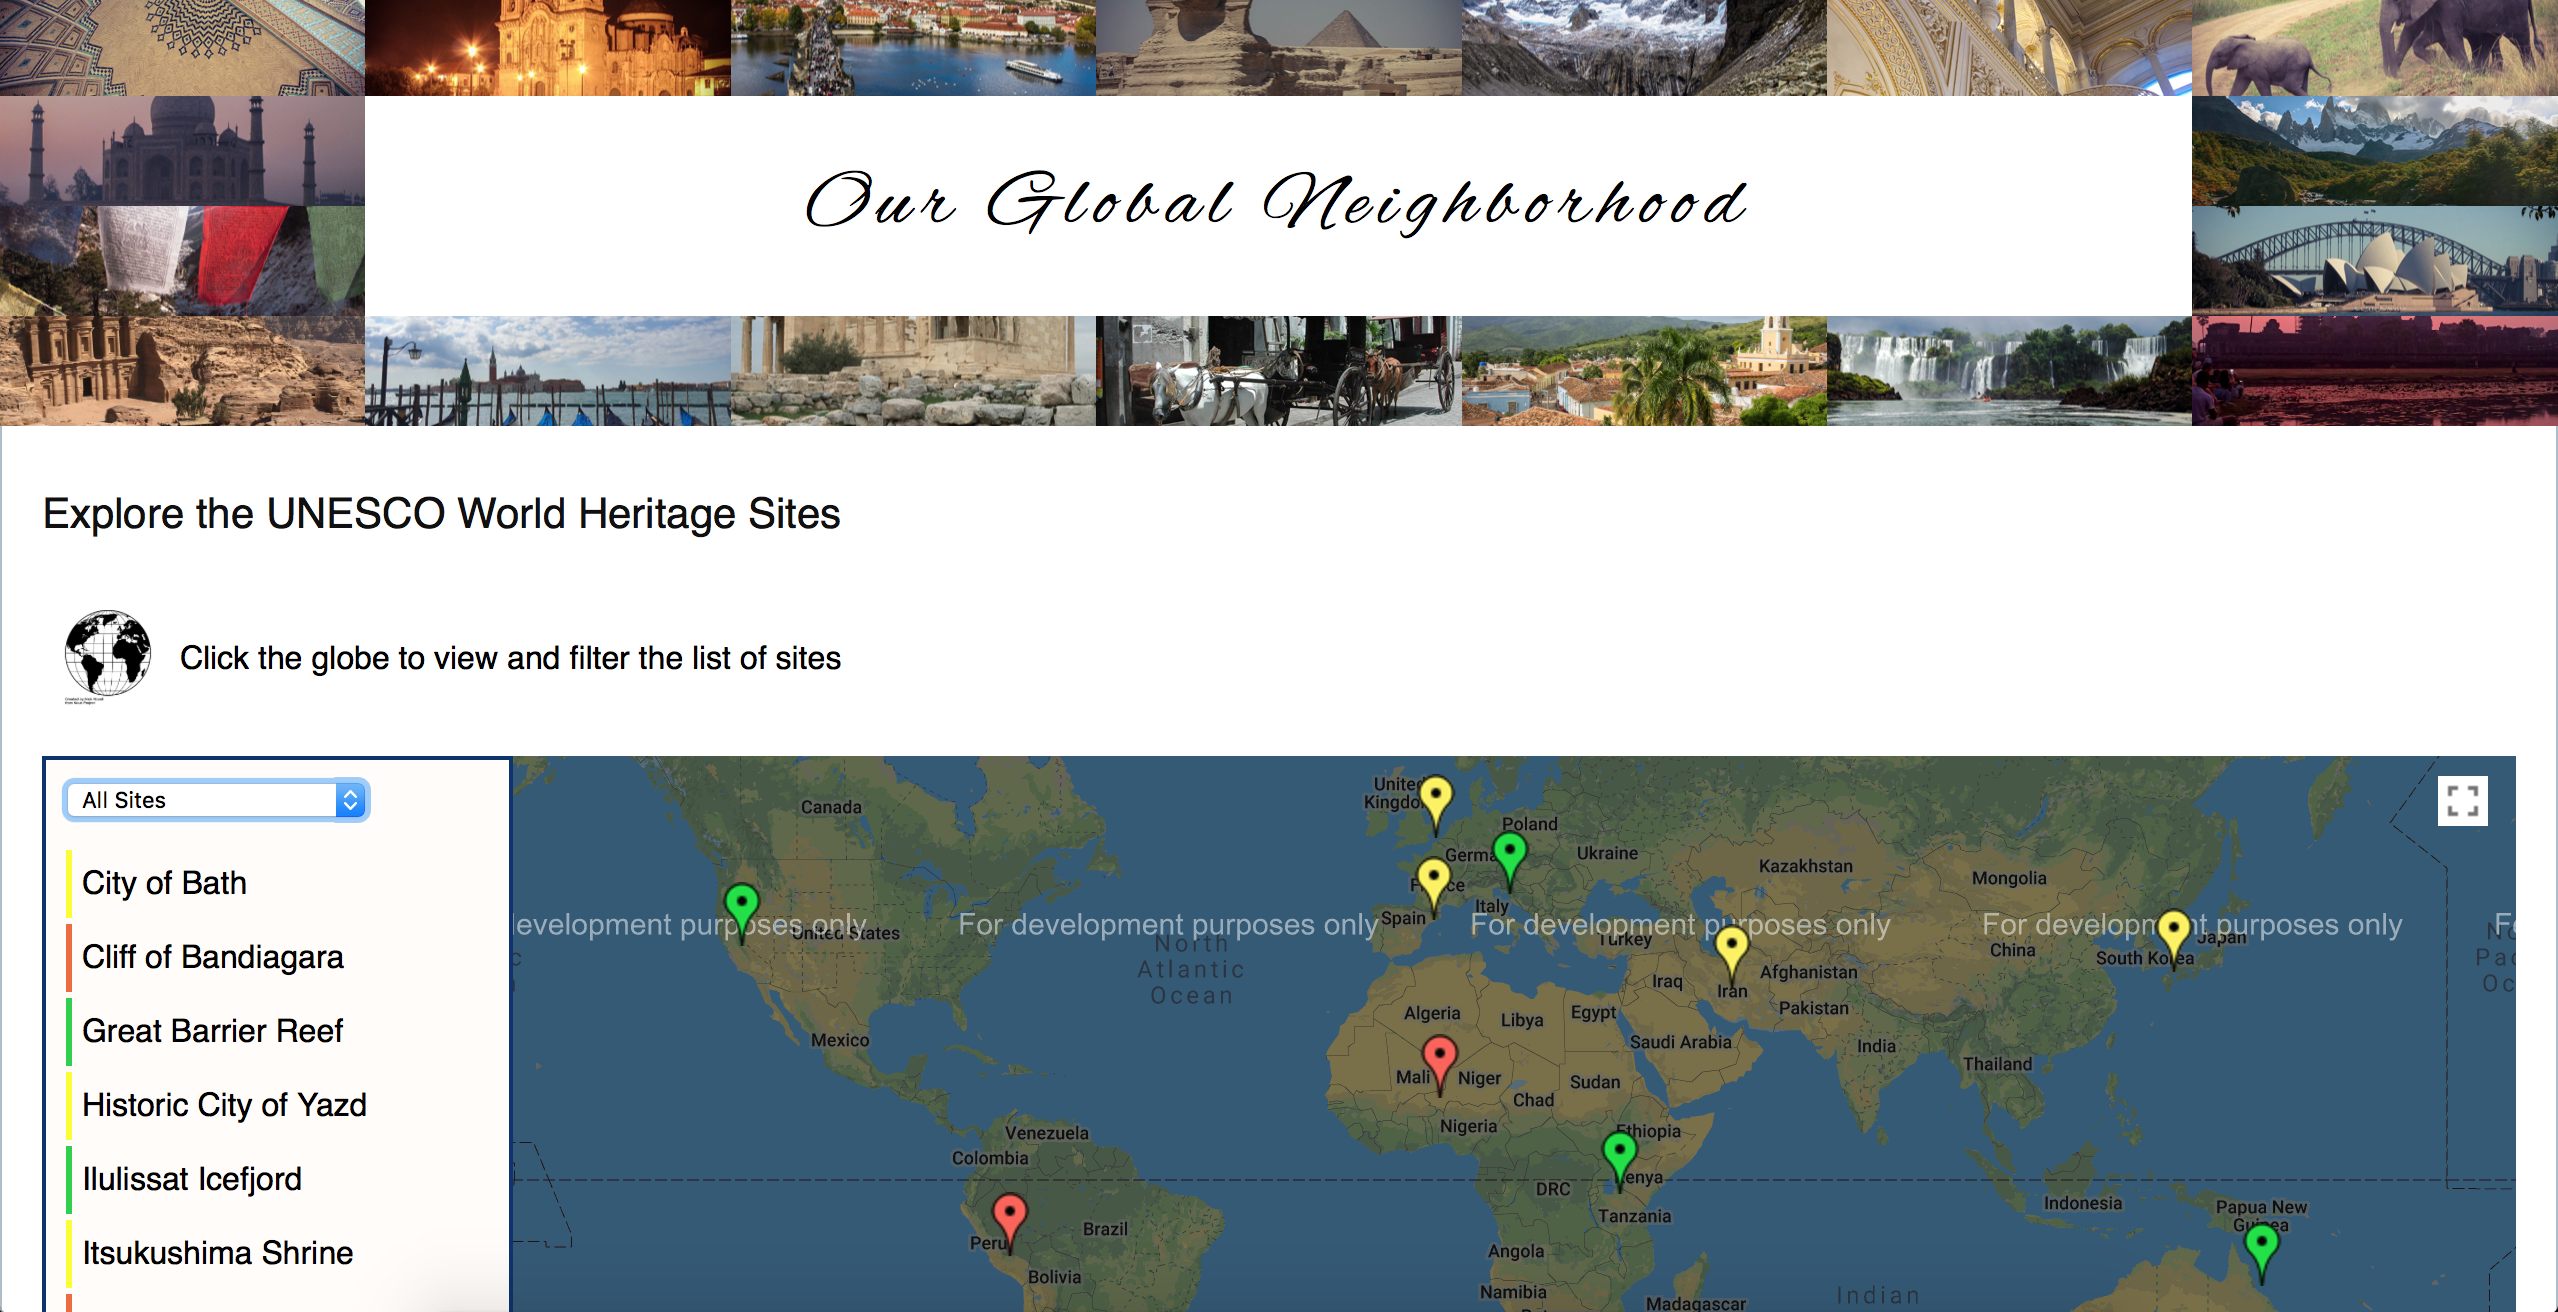 Our Global Neighborhood
Explore the UNESCO World Heritage Sites
Click the globe to view and filter the list of sites
All Sites
City of Bath
Cliff of Bandiagara
Great Barrier Reef
Historic City of Yazd
Ilulissat Icefjord
Itsukushima Shrine
Canada
United States
Mexico
Venezuela
Colombia
Brazil
Peru
Bolivia
North
Atlantic
Ocean
United
Kingdo
Poland
Germa
Ukraine
Spain
Italy
Turkey
Kazakhstan
Mongolia
Iraq
Iran
Afghanistan
Pakistan
China
South Korea
Japan
Algeria
Libya
Egypt
Saudi Arabia
India
Thailand
Mali
Niger
Sudan
Chad
Nigeria
Ethiopia
DRC
enya
Tanzania
Angola
Namibia
Madagascar
Indonesia
Papua New
Guinea
Indian
evelopment purposes only
For development purposes only
For development purposes only
For development purposes only